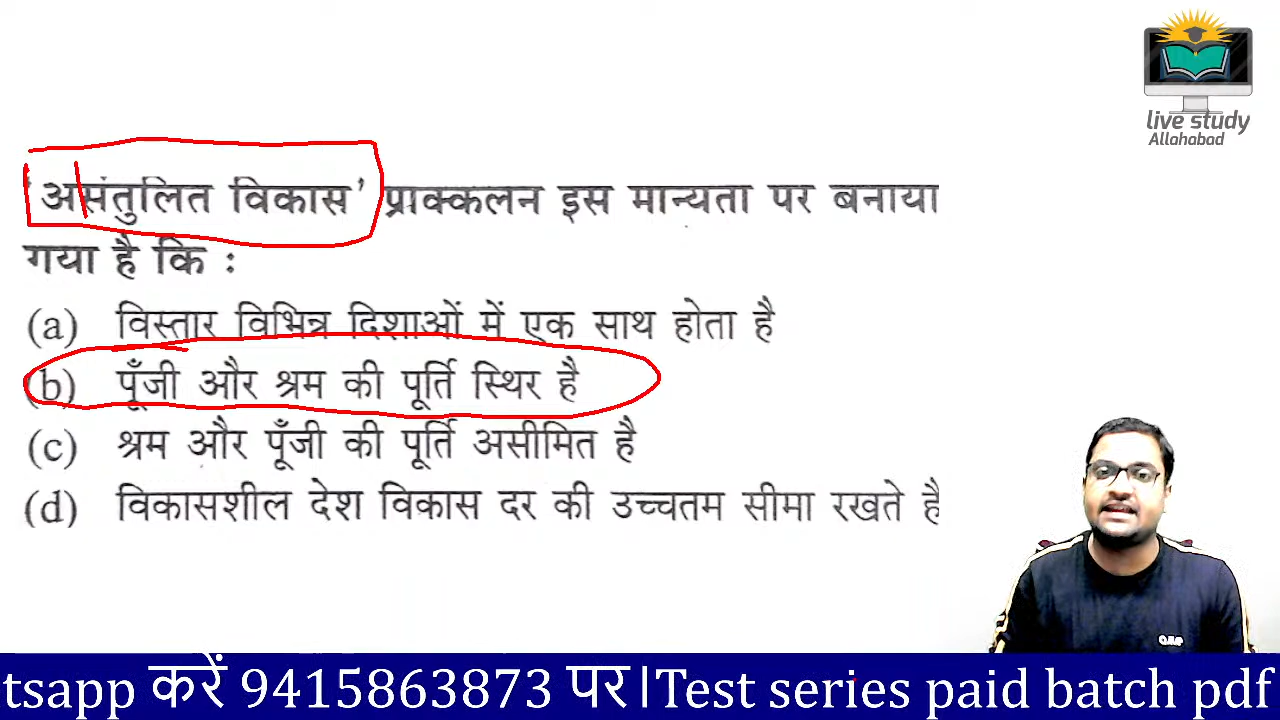 live study
Allahabad
'असंतुलित विकास' प्राक्कलन इस मान्यता पर बनाया
गया है कि :
(a) विस्तार विभिन्न दिशाओं में एक साथ होता है
(b) पूँजी और श्रम की पूर्ति स्थिर है
(c) श्रम और पूँजी की पूर्ति असीमित है
(d) विकासशील देश विकास दर की उच्चतम सीमा रखते है
tsapp करें 9415863873 पर।Test series paid batch pdf